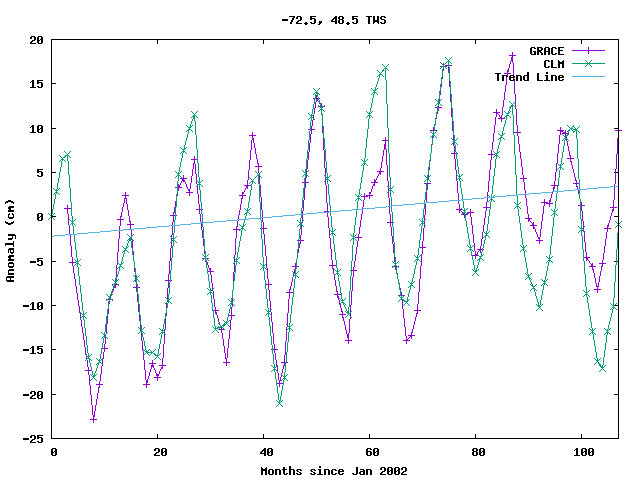 -72.5, 48.5 TWS
GRACE
CLM
Trend Line
20
15
10
5
0
-5
-10
-15
-20
-25
Anomaly (cm)
0 20 40 60 80 100
Months since Jan 2002